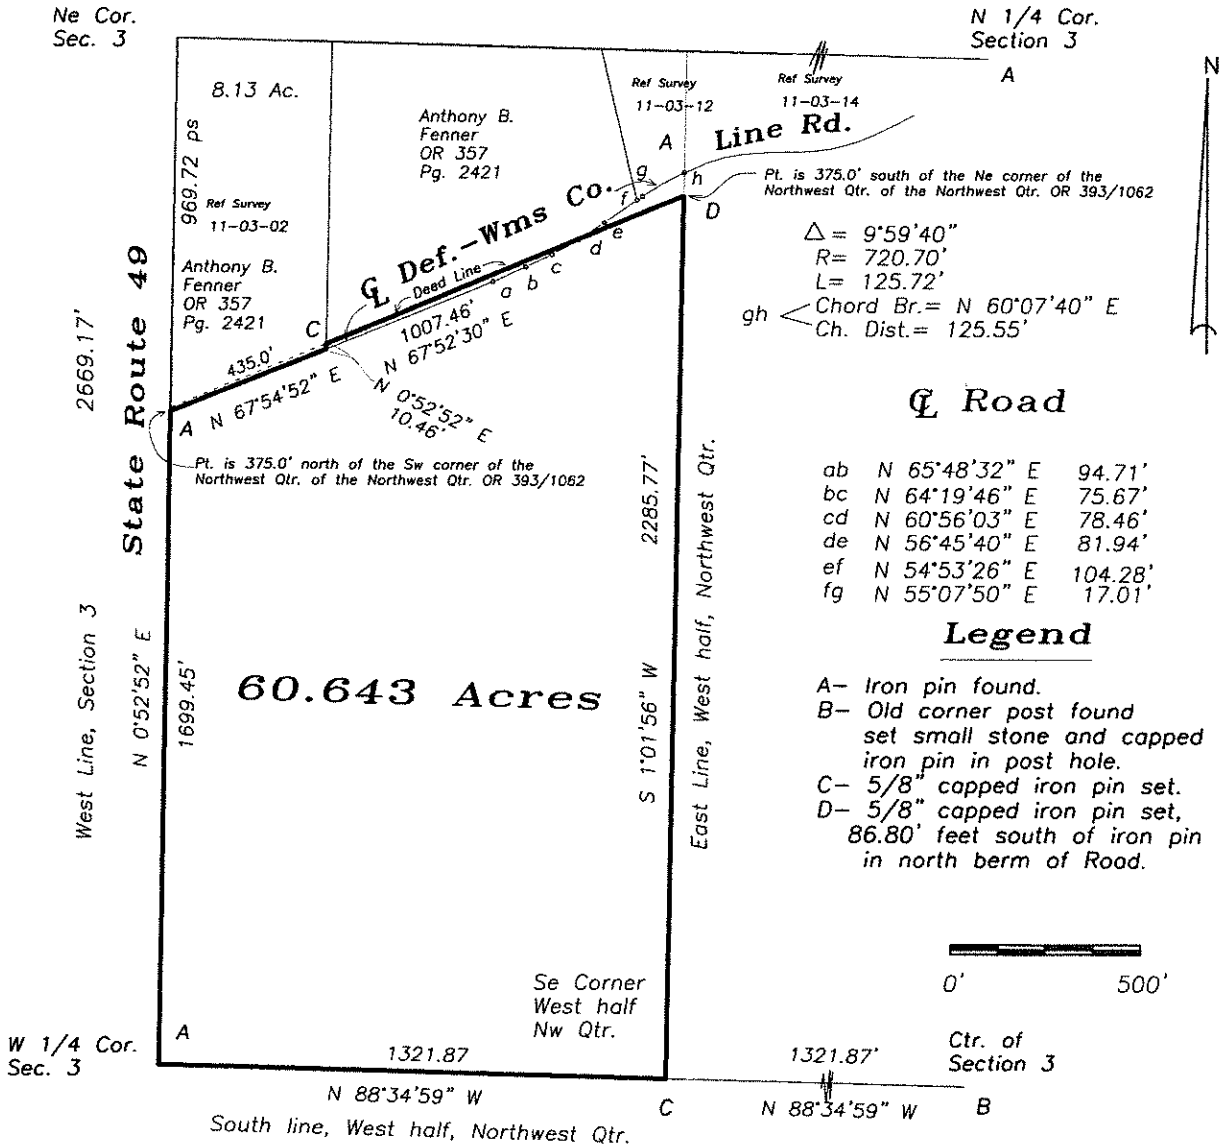 Ne Cor.
Sec. 3
N 1/4 Cor.
Section 3
A
N
8.13 Ac.
969.72 ps
Ref Survey
11-03-02
Anthony B.
Fenner
OR 357
Pg. 2421
Anthony B.
Fenner
OR 357
Pg. 2421
Ref Survey
11-03-12
Ref Survey
11-03-14
A
℄ Def.-Wms Co. Line Rd.
Deed Line
g
h
f
e
d
c
b
a
D
C
Pt. is 375.0' south of the Ne corner of the
Northwest Qtr. of the Northwest Qtr. OR 393/1062
△= 9°59'40"
R= 720.70'
L= 125.72'
gh
Chord Br.= N 60°07'40" E
Ch. Dist.= 125.55'
1007.46'
N 67°52'30" E
435.0'
N 67°54'52" E
N 0°52'52" E
10.46'
A
Pt. is 375.0' north of the Sw corner of the
Northwest Qtr. of the Northwest Qtr. OR 393/1062
2669.17'
State Route 49
West Line, Section 3
N 0°52'52" E
1699.45'
60.643 Acres
2285.77'
S 1°01'56" W
East Line, West half, Northwest Qtr.
℄ Road
ab N 65°48'32" E 94.71'
bc N 64°19'46" E 75.67'
cd N 60°56'03" E 78.46'
de N 56°45'40" E 81.94'
ef N 54°53'26" E 104.28'
fg N 55°07'50" E 17.01'
Legend
A- Iron pin found.
B- Old corner post found
set small stone and capped
iron pin in post hole.
C- 5/8" capped iron pin set.
D- 5/8" capped iron pin set,
86.80' feet south of iron pin
in north berm of Road.
0' 500'
Se Corner
West half
Nw Qtr.
W 1/4 Cor.
Sec. 3
A
1321.87
N 88°34'59" W
South line, West half, Northwest Qtr.
C
1321.87'
N 88°34'59" W
Ctr. of
Section 3
B